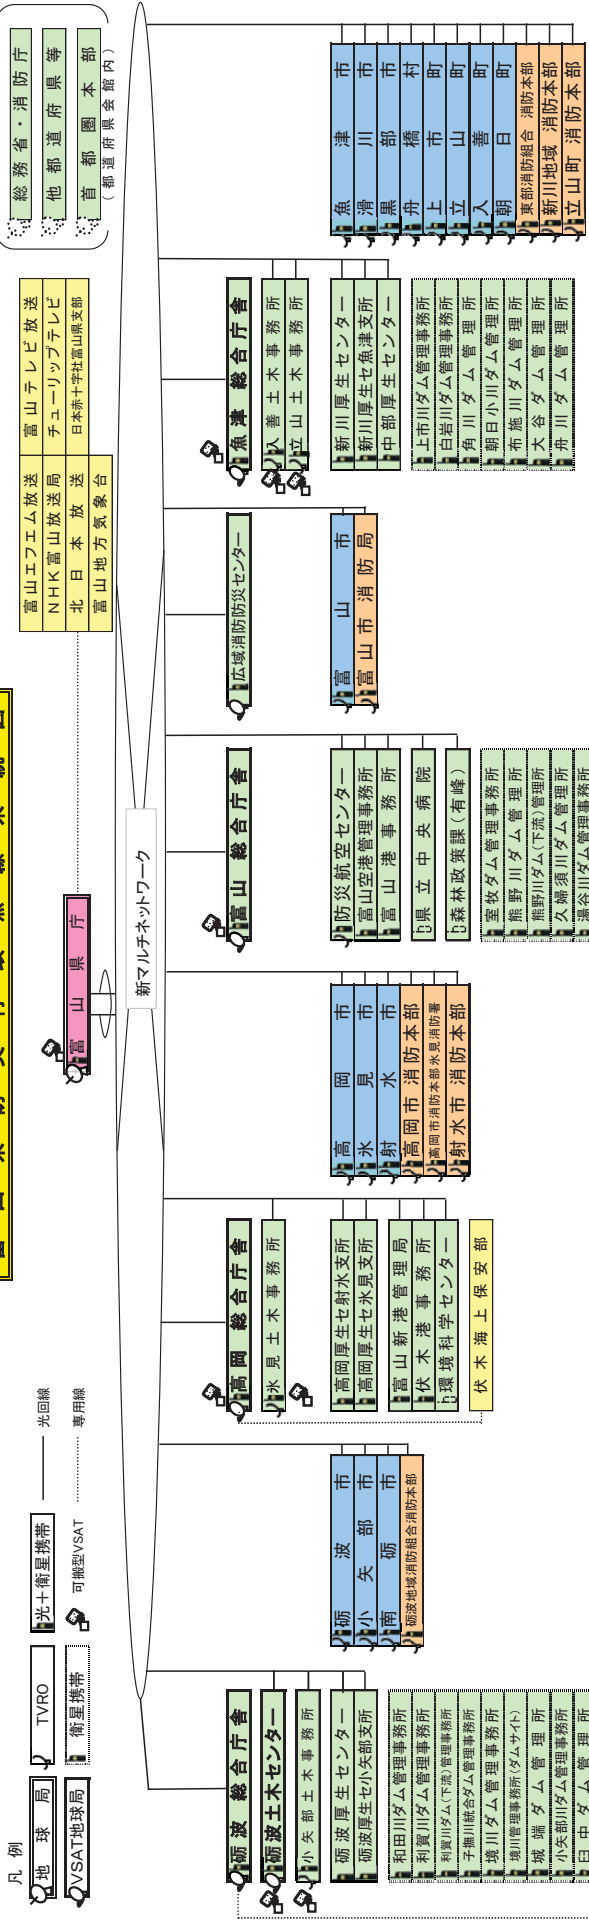 富山県防災行政無線系統図
凡例
地球局
TVRO
光+衛星携帯
光回線
VSAT地球局
衛星携帯
可搬型VSAT
専用線
富山県庁
新マルチネットワーク
富山エフエム放送
富山テレビ放送
NHK富山放送局
チューリップテレビ
北日本放送
日本赤十字社富山県支部
富山地方気象台
総務省・消防庁
他都道府県等
首都圏本部
(都道府県会館内)
砺波総合庁舎
砺波土木センター
小矢部土木事務所
砺波厚生センター
砺波厚生セ小矢部支所
和田川ダム管理事務所
利賀川ダム管理事務所
利賀川ダム(下流)管理事務所
子撫川統合ダム管理事務所
境川ダム管理事務所
境川管理事務所(ダムサイト)
城端ダム管理所
小矢部川ダム管理事務所
臼中ダム管理所
砺波市
小矢部市
南砺市
砺波地域消防組合消防本部
高岡総合庁舎
氷見土木事務所
高岡厚生セ射水支所
高岡厚生セ氷見支所
富山新港管理局
伏木港事務所
環境科学センター
伏木海上保安部
高岡市
氷見市
射水市
高岡市消防本部
高岡市消防本部氷見消防署
射水市消防本部
富山総合庁舎
防災航空センター
富山空港管理事務所
富山港事務所
県立中央病院
森林政策課(有峰)
室牧ダム管理事務所
熊野川ダム管理所
熊野川ダム(下流)管理所
久婦須川ダム管理所
湯谷川ダム管理事務所
広域消防防災センター
富山市
富山市消防局
魚津総合庁舎
入善土木事務所
立山土木事務所
新川厚生センター
新川厚生セ魚津支所
中部厚生センター
上市川ダム管理事務所
白岩川ダム管理事務所
角川ダム管理所
朝日小川ダム管理所
布施川ダム管理所
大谷ダム管理所
舟川ダム管理所
魚津市
滑川市
黒部市
舟橋村
上市町
立山町
入善町
朝日町
東部消防組合 消防本部
新川地域消防本部
立山町消防本部